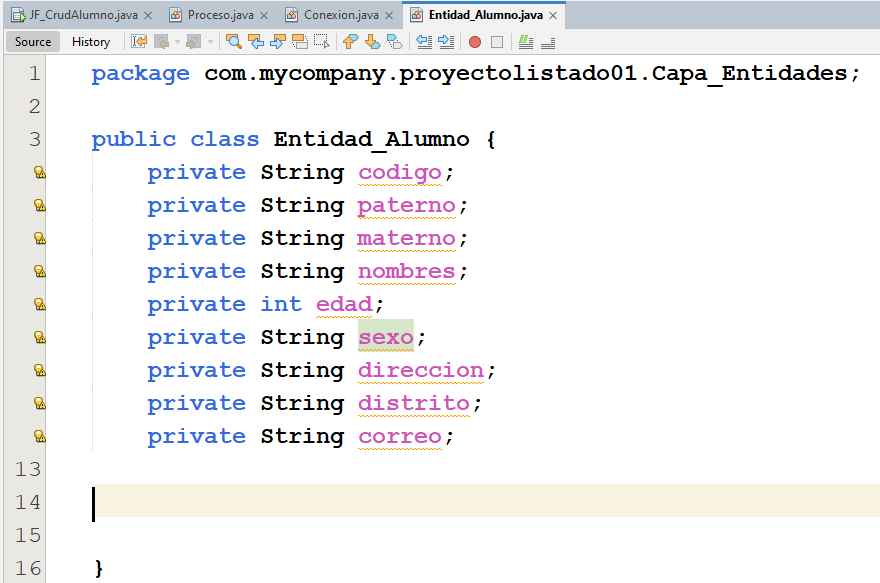 JF_CrudAlumno.java × Proceso.java × Conexion.java × Entidad_Alumno.java ×
Source History
1 package com.mycompany.proyectolistado01.Capa_Entidades;
2
3 public class Entidad_Alumno {
private String codigo;
private String paterno;
private String materno;
private String nombres;
private int edad;
private String sexo;
private String direccion;
private String distrito;
private String correo;
13
14
15
16 }